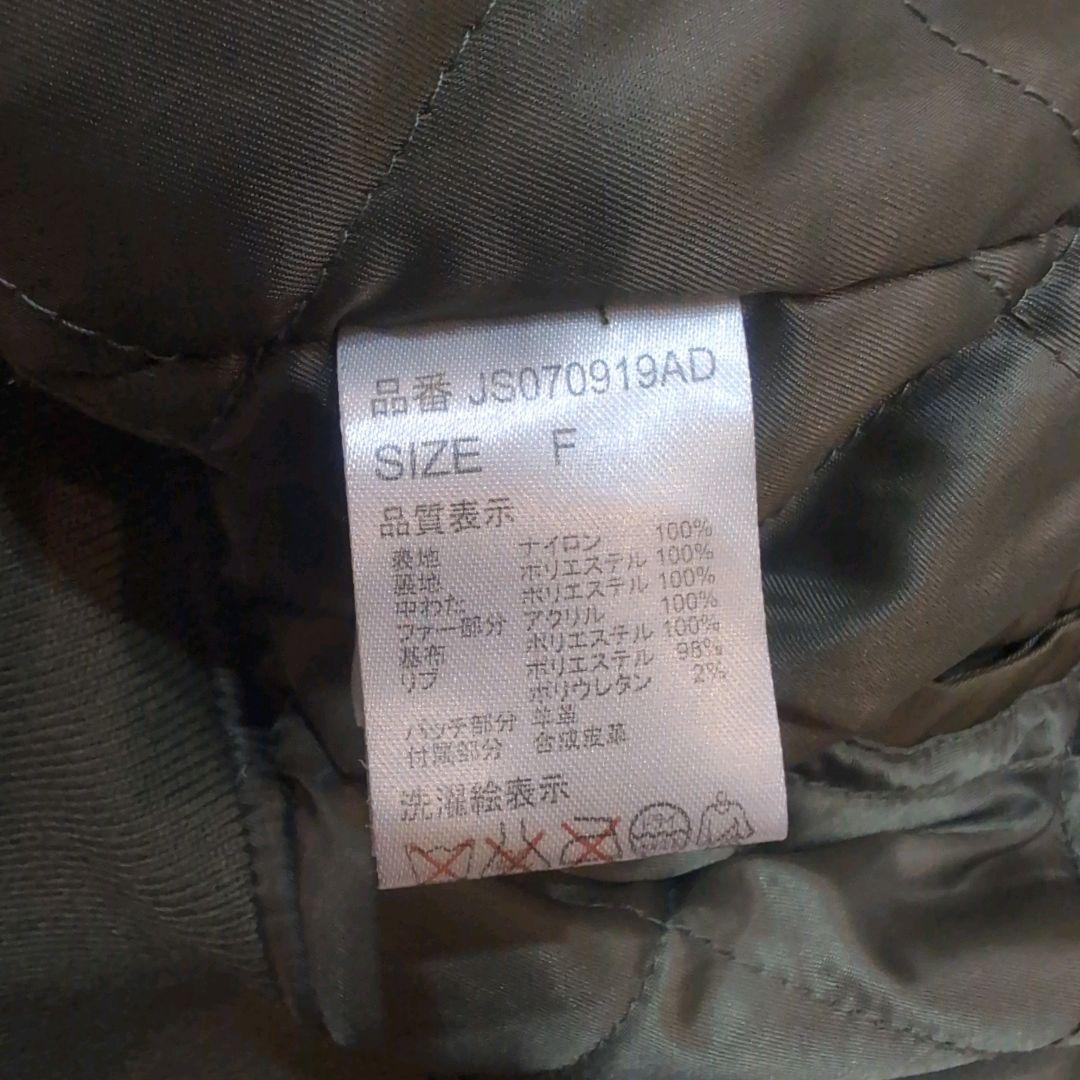 品番 JS070919AD
SIZE F
品質表示
表地 ナイロン 100%
裏地 ポリエステル 100%
中わた ポリエステル 100%
ファー部分 アクリル 100%
基布 ポリエステル 100%
リブ ポリエステル 98%
ポリウレタン 2%
パッチ部分 羊革
付属部分 合成皮革
洗濯絵表示